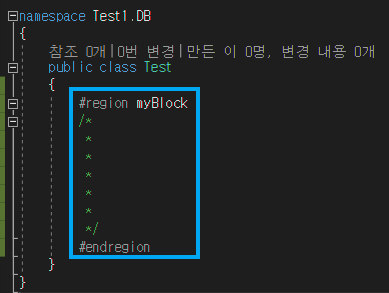 namespace Test1.DB
{
참조 0개|0번 변경|만든 이 0명, 변경 내용 0개
public class Test
{
#region myBlock
/*
*
*
*
*
*
*/
#endregion
}
}